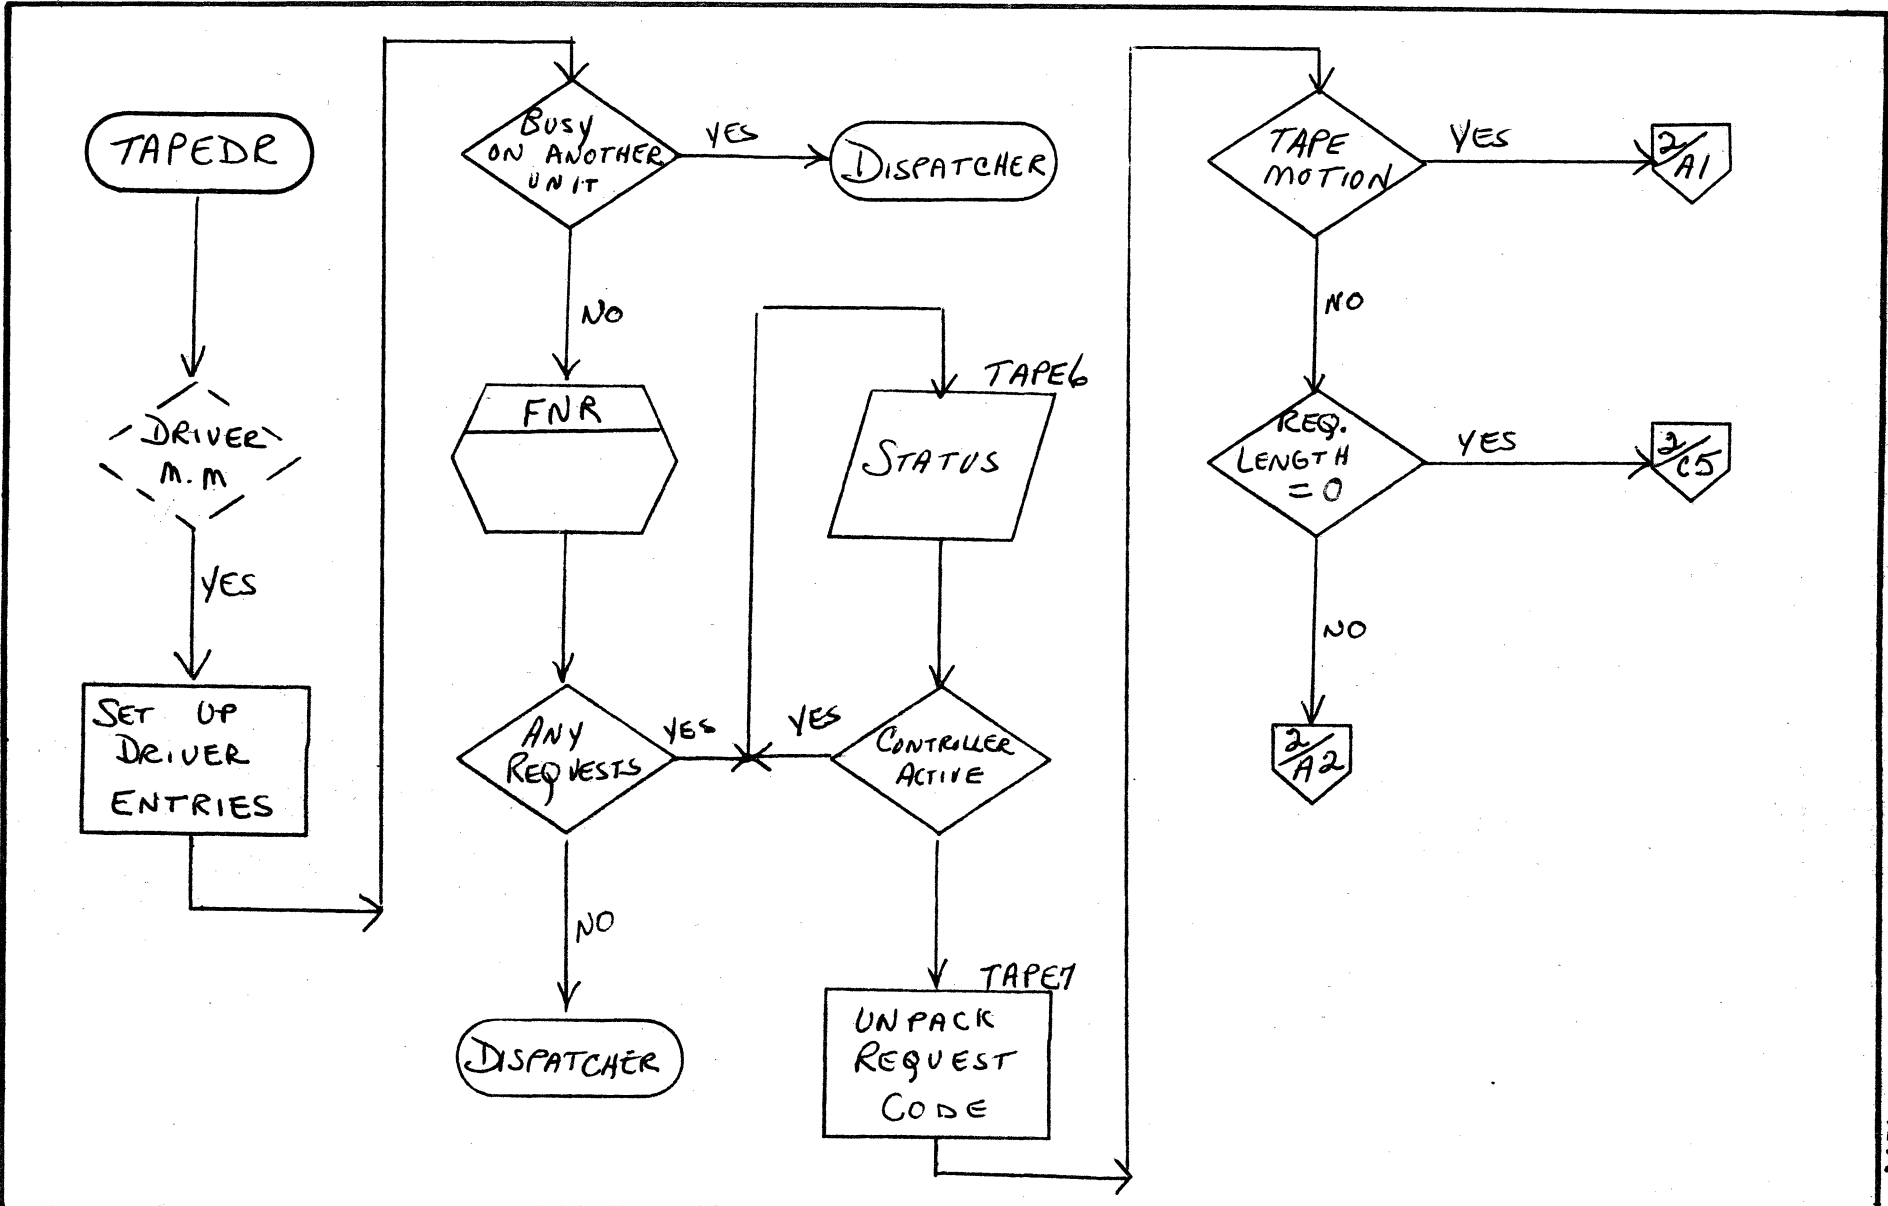 TAPEDR
DRIVER
M.M
YES
SET UP
DRIVER
ENTRIES
BUSY
ON ANOTHER
UNIT
YES
DISPATCHER
NO
FNR
ANY
REQUESTS
YES
NO
DISPATCHER
TAPE6
STATUS
YES
CONTROLLER
ACTIVE
TAPE7
UNPACK
REQUEST
CODE
TAPE
MOTION
YES
2/A1
NO
REQ.
LENGTH
= 0
YES
2/C5
NO
2/A2